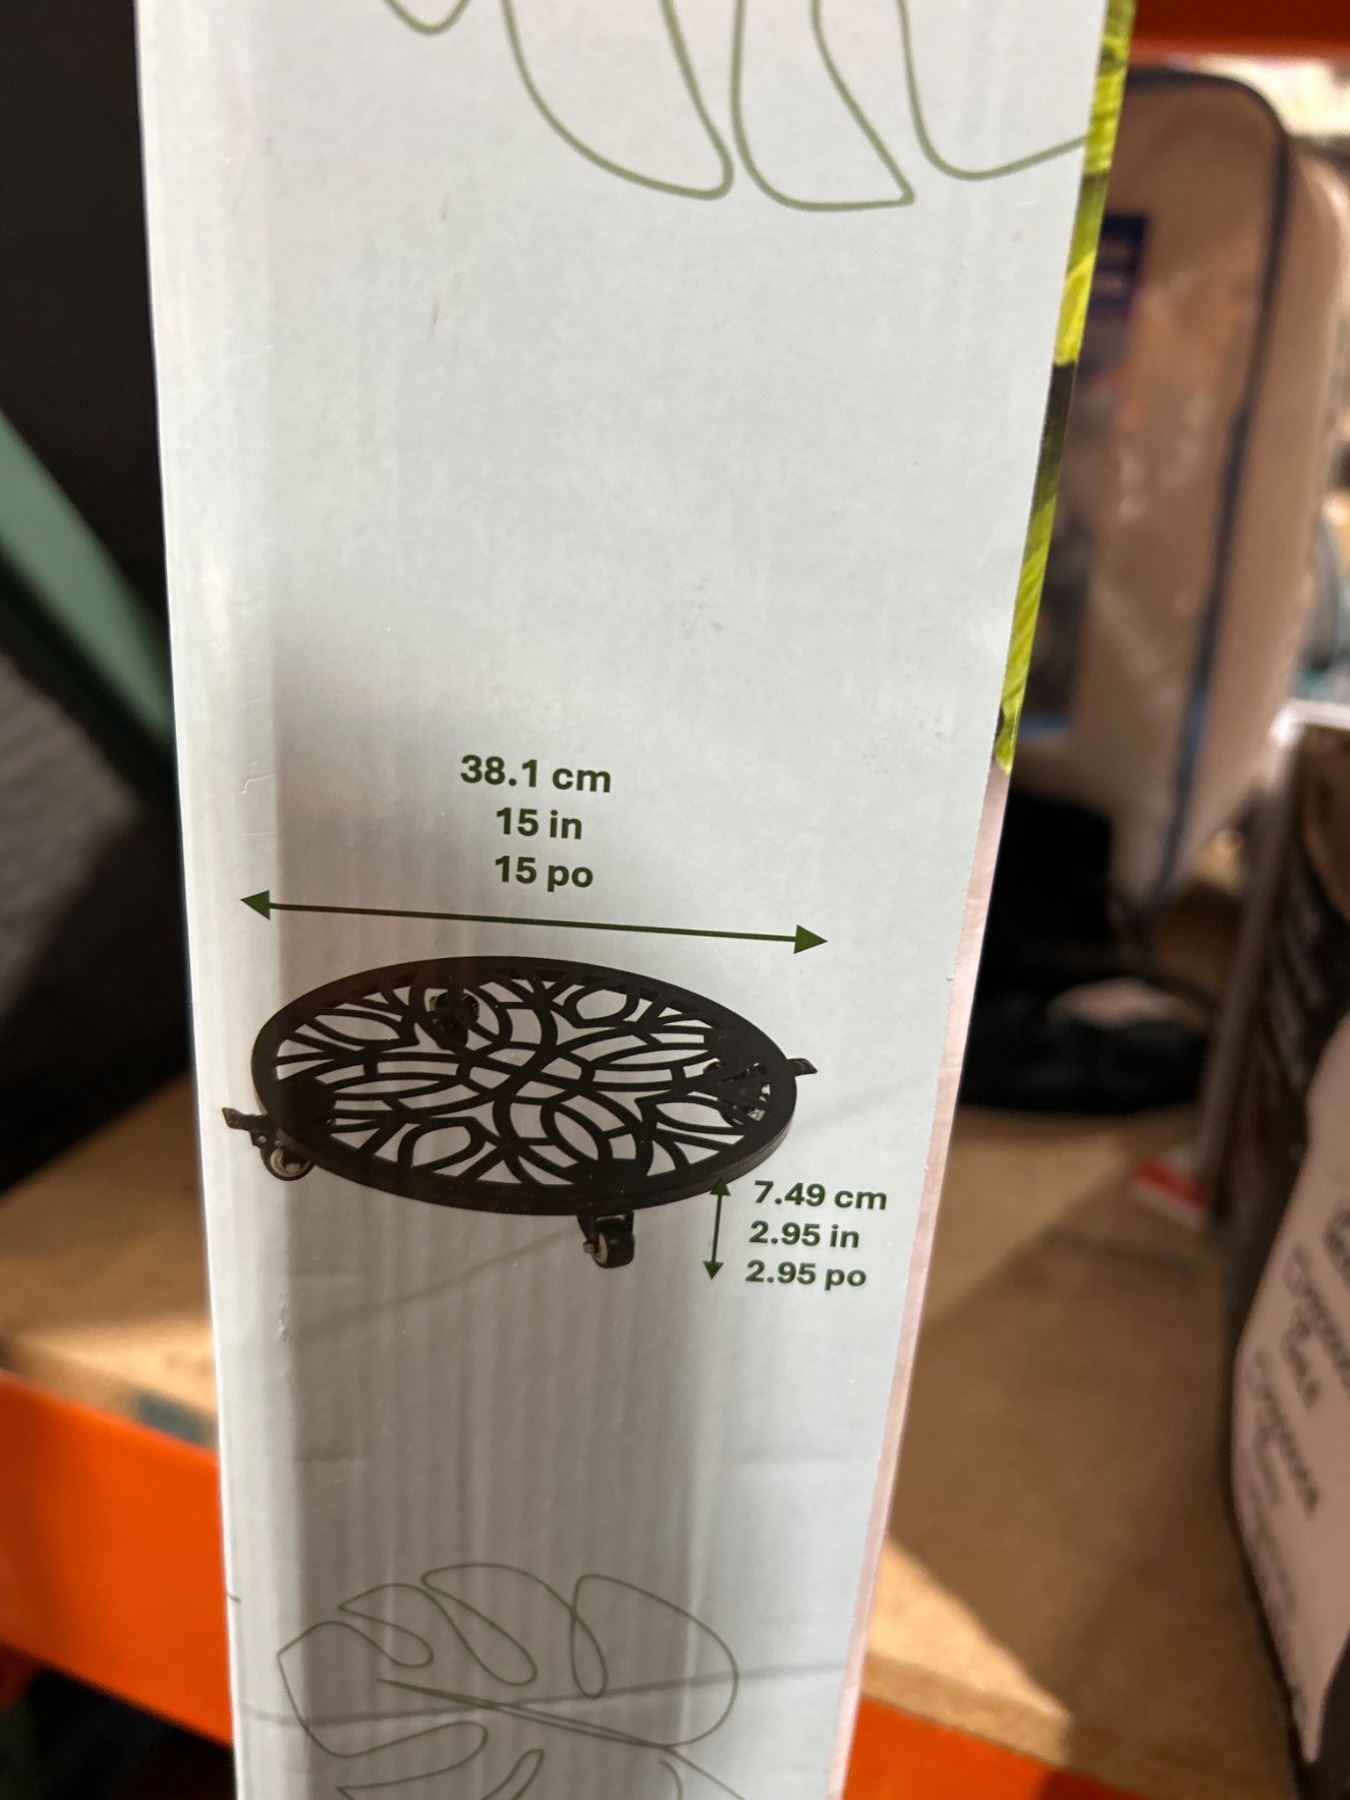 38.1 cm
15 in
15 po
7.49 cm
2.95 in
2.95 po